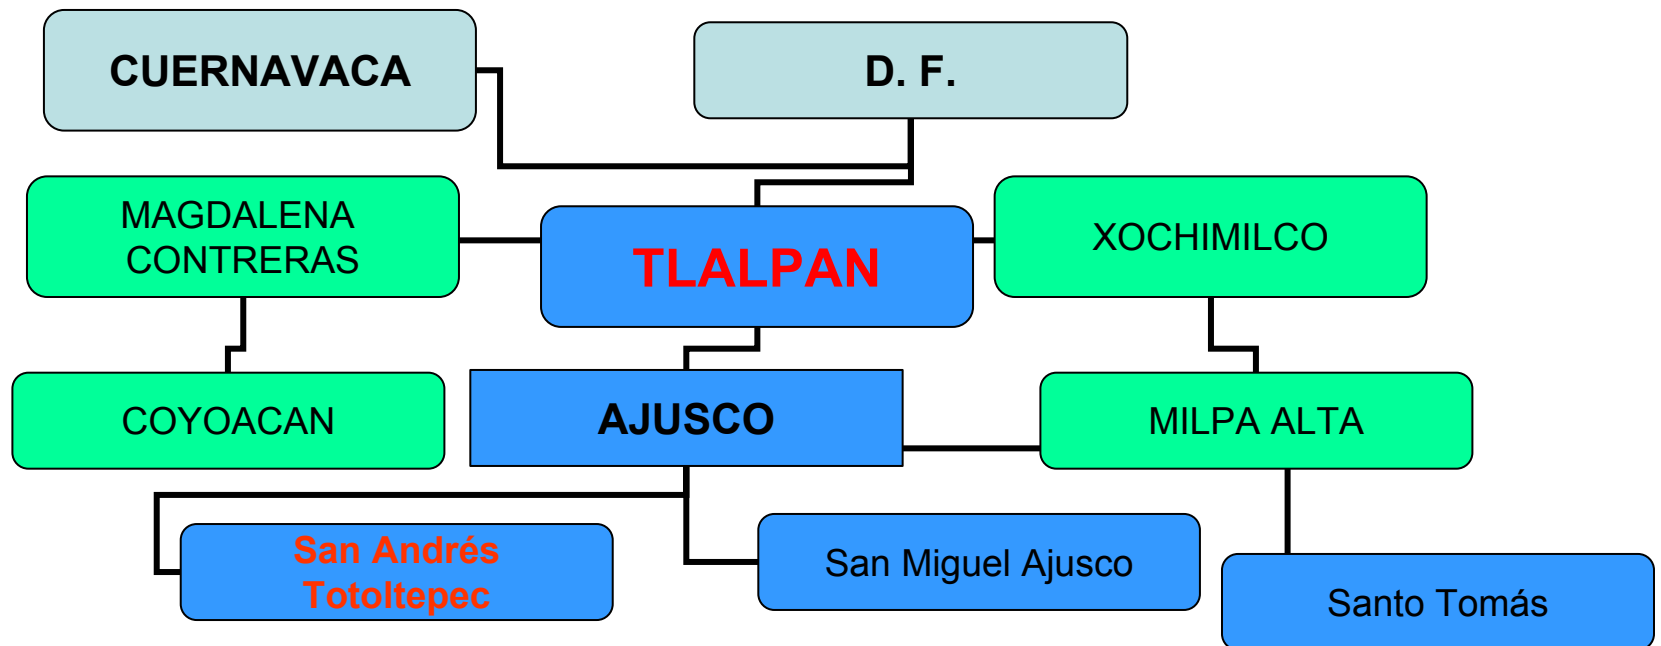 CUERNAVACA
D. F.
MAGDALENA
CONTRERAS
TLALPAN
XOCHIMILCO
COYOACAN
AJUSCO
MILPA ALTA
San Andrés
Totoltepec
San Miguel Ajusco
Santo Tomás